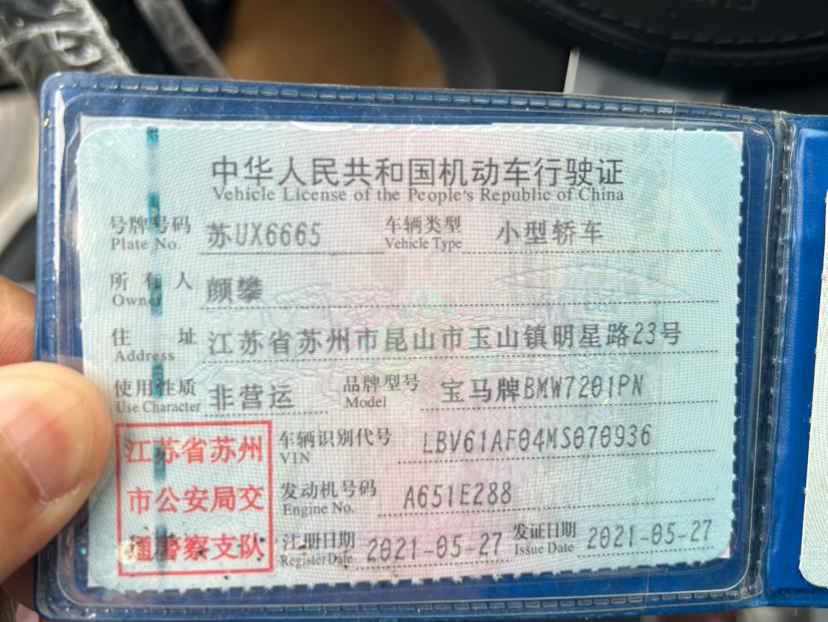 中华人民共和国机动车行驶证
Vehicle License of the People's Republic of China
号牌号码 苏UX6665 车辆类型 小型轿车
Plate No. Vehicle Type
所有人 颜攀
Owner
住址 江苏省苏州市昆山市玉山镇明星路23号
Address
使用性质 非营运 品牌型号 宝马牌BMW7201PN
Use Character Model
江苏省苏州
市公安局交
通警察支队
车辆识别代号 LBV61AF04MS070936
VIN
发动机号码 A651E288
Engine No.
注册日期 2021-05-27 发证日期 2021-05-27
Register Date Issue Date